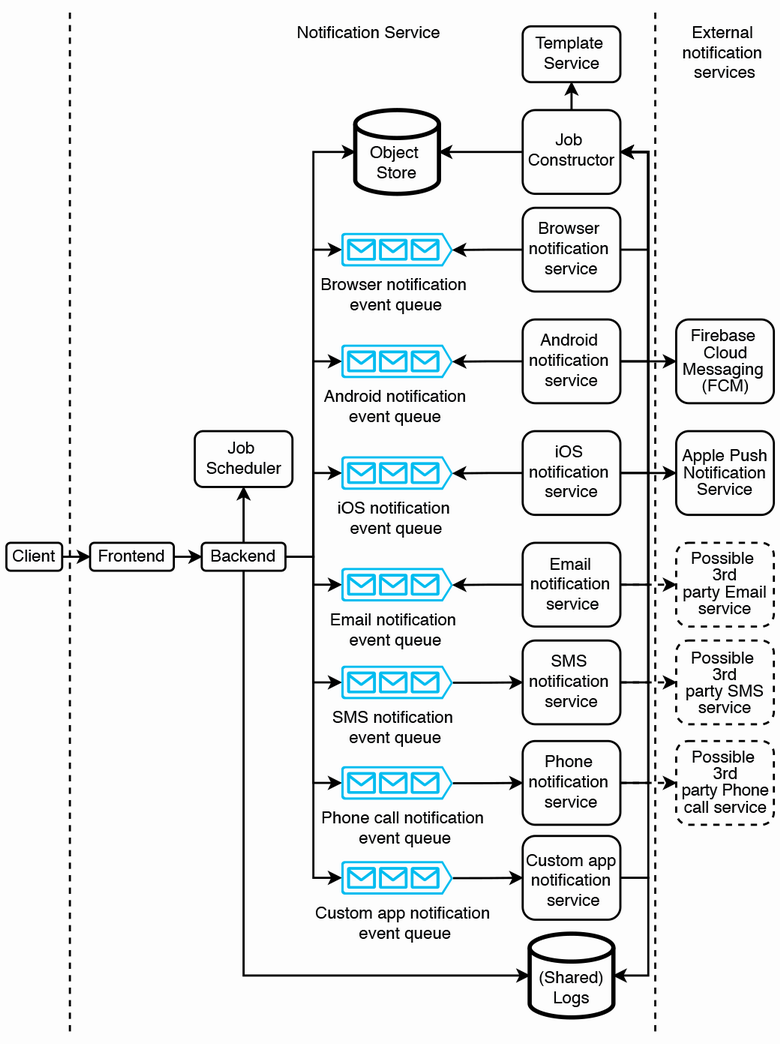 Notification Service
External
notification
services
Template
Service
Object
Store
Job
Constructor
Browser
notification
service
Browser notification
event queue
Android
notification
service
Firebase
Cloud
Messaging
(FCM)
Android notification
event queue
Job
Scheduler
iOS
notification
service
Apple Push
Notification
Service
iOS notification
event queue
Client
Frontend
Backend
Email
notification
service
Possible
3rd
party Email
service
Email notification
event queue
SMS
notification
service
Possible
3rd
party SMS
service
SMS notification
event queue
Phone
notification
service
Possible
3rd
party Phone
call service
Phone call notification
event queue
Custom app
notification
service
Custom app notification
event queue
(Shared)
Logs